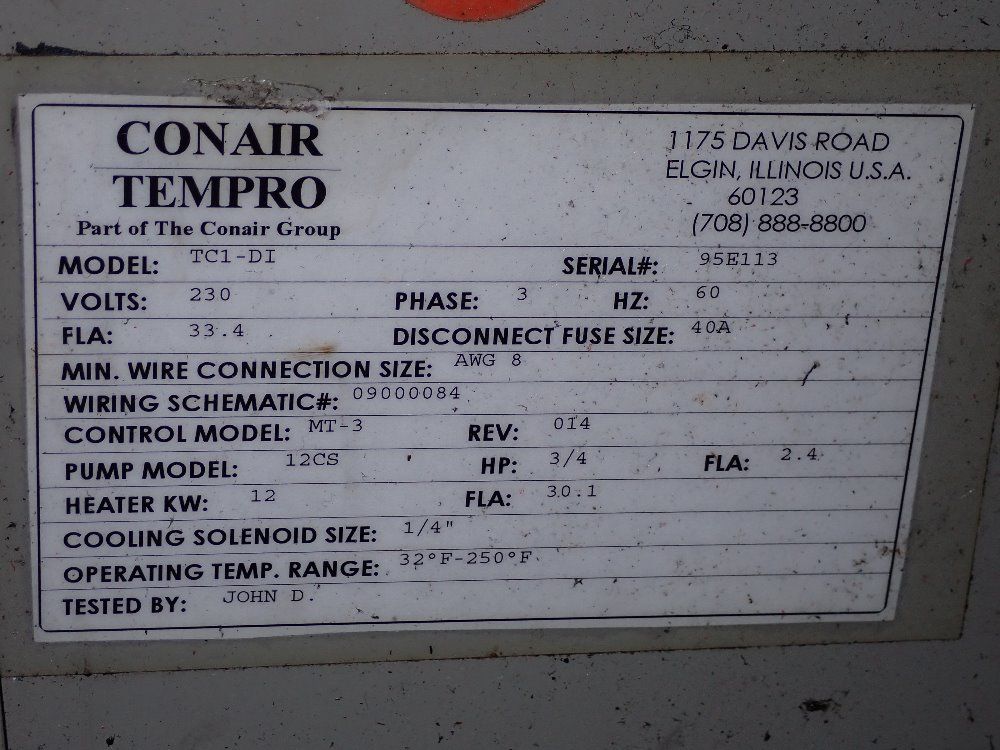 CONAIR
TEMPRO
Part of The Conair Group
1175 DAVIS ROAD
ELGIN, ILLINOIS U.S.A.
60123
(708) 888-8800
MODEL: TC1-DI SERIAL#: 95E113
VOLTS: 230 PHASE: 3 HZ: 60
FLA: 33.4 DISCONNECT FUSE SIZE: 40A
MIN. WIRE CONNECTION SIZE: AWG 8
WIRING SCHEMATIC#: 09000084
CONTROL MODEL: MT-3 REV: 014
PUMP MODEL: 12CS HP: 3/4 FLA: 2.4
HEATER KW: 12 FLA: 30.1
COOLING SOLENOID SIZE: 1/4"
OPERATING TEMP. RANGE: 32°F-250°F
TESTED BY: JOHN D.